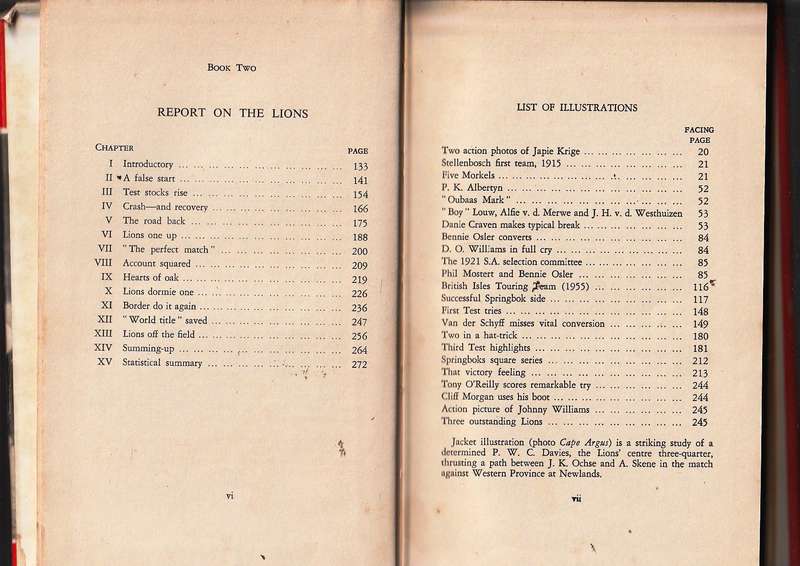 BOOK TWO
REPORT ON THE LIONS
CHAPTER PAGE
I Introductory ... ... ... ... ... ... ... ... ... ... ... 133
II A false start ... ... ... ... ... ... ... ... ... ... ... 141
III Test stocks rise ... ... ... ... ... ... ... ... ... ... 154
IV Crash—and recovery ... ... ... ... ... ... ... ... ... 166
V The road back ... ... ... ... ... ... ... ... ... ... 175
VI Lions one up ... ... ... ... ... ... ... ... ... ... 188
VII "The perfect match" ... ... ... ... ... ... ... ... ... 200
VIII Account squared ... ... ... ... ... ... ... ... ... ... 209
IX Hearts of oak ... ... ... ... ... ... ... ... ... ... 219
X Lions dormie one ... ... ... ... ... ... ... ... ... 226
XI Border do it again ... ... ... ... ... ... ... ... ... 236
XII "World title" saved ... ... ... ... ... ... ... ... ... 247
XIII Lions off the field ... ... ... ... ... ... ... ... ... 256
XIV Summing-up ... ... ... ... ... ... ... ... ... ... 264
XV Statistical summary ... ... ... ... ... ... ... ... ... 272
vi
LIST OF ILLUSTRATIONS
FACING
PAGE
Two action photos of Japie Krige ... ... ... ... ... ... 20
Stellenbosch first team, 1915 ... ... ... ... ... ... ... 21
Five Morkels ... ... ... ... ... ... ... ... ... ... 21
P. K. Albertyn ... ... ... ... ... ... ... ... ... ... 52
"Oubaas Mark" ... ... ... ... ... ... ... ... ... ... 52
"Boy" Louw, Alfie v. d. Merwe and J. H. v. d. Westhuizen 53
Danie Craven makes typical break ... ... ... ... ... ... 53
Bennie Osler converts ... ... ... ... ... ... ... ... 84
D. O. Williams in full cry ... ... ... ... ... ... ... 84
The 1921 S.A. selection committee ... ... ... ... ... ... 85
Phil Mostert and Bennie Osler ... ... ... ... ... ... 85
British Isles Touring Team (1955) ... ... ... ... ... ... 116
Successful Springbok side ... ... ... ... ... ... ... 117
First Test tries ... ... ... ... ... ... ... ... ... ... 148
Van der Schyff misses vital conversion ... ... ... ... ... 149
Two in a hat-trick ... ... ... ... ... ... ... ... ... 180
Third Test highlights ... ... ... ... ... ... ... ... 181
Springboks square series ... ... ... ... ... ... ... ... 212
That victory feeling ... ... ... ... ... ... ... ... ... 213
Tony O'Reilly scores remarkable try ... ... ... ... ... 244
Cliff Morgan uses his boot ... ... ... ... ... ... ... 244
Action picture of Johnny Williams ... ... ... ... ... ... 245
Three outstanding Lions ... ... ... ... ... ... ... ... 245
Jacket illustration (photo Cape Argus) is a striking study of a
determined P. W. C. Davies, the Lions' centre three-quarter,
thrusting a path between J. K. Ochse and A. Skene in the match
against Western Province at Newlands.
vii